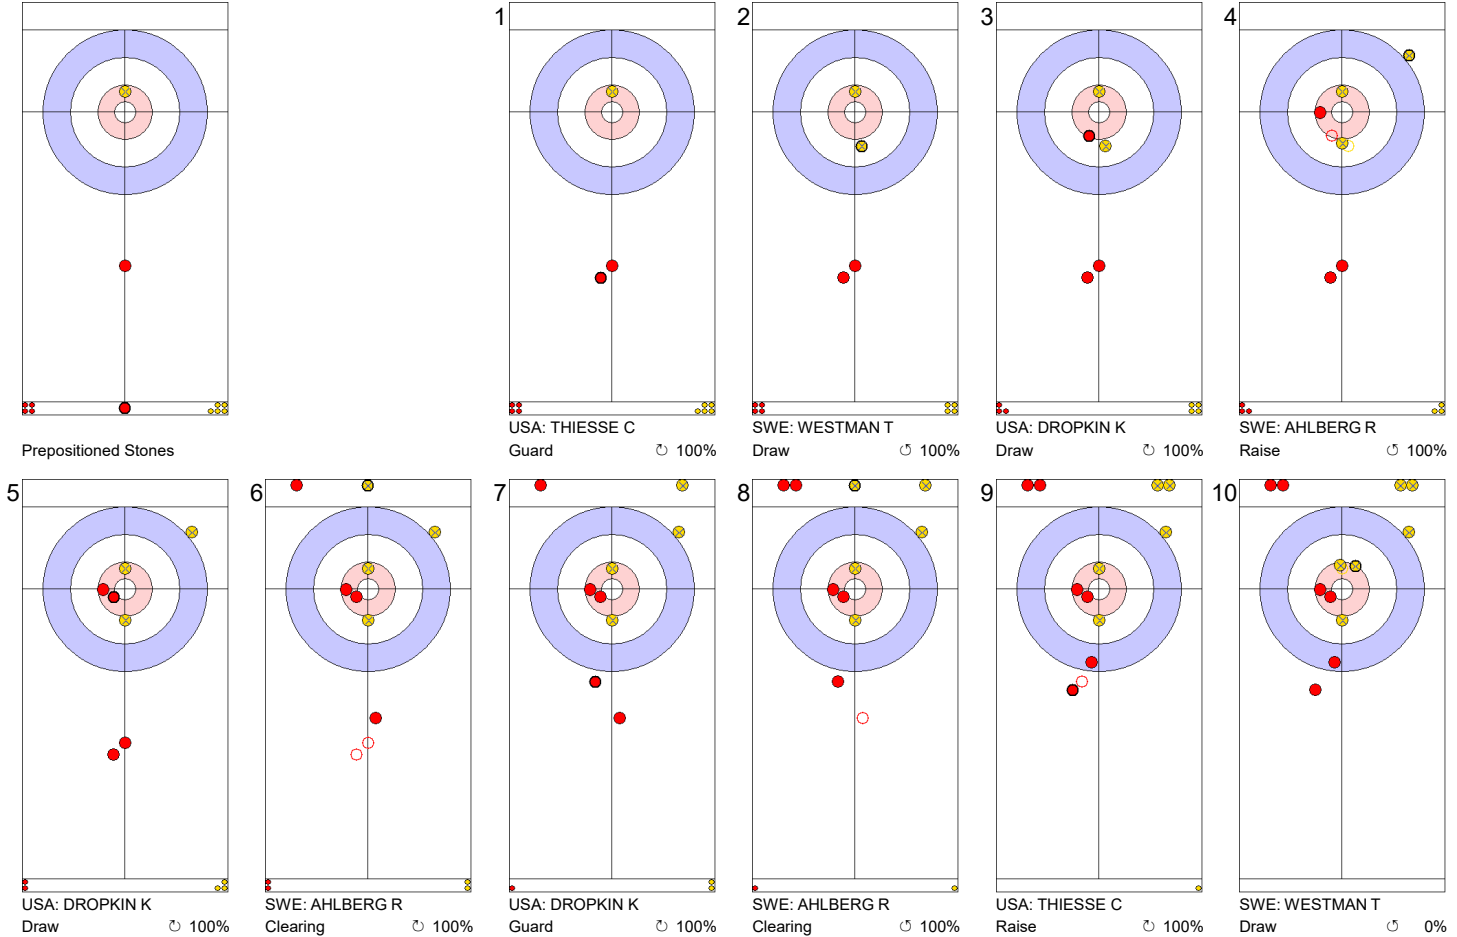 1
2
3
4
Prepositioned Stones
USA: THIESSE C
Guard ↻ 100%
SWE: WESTMAN T
Draw ↺ 100%
USA: DROPKIN K
Draw ↻ 100%
SWE: AHLBERG R
Raise ↺ 100%
5
6
7
8
9
10
USA: DROPKIN K
Draw ↻ 100%
SWE: AHLBERG R
Clearing ↻ 100%
USA: DROPKIN K
Guard ↻ 100%
SWE: AHLBERG R
Clearing ↻ 100%
USA: THIESSE C
Raise ↻ 100%
SWE: WESTMAN T
Draw ↺ 0%